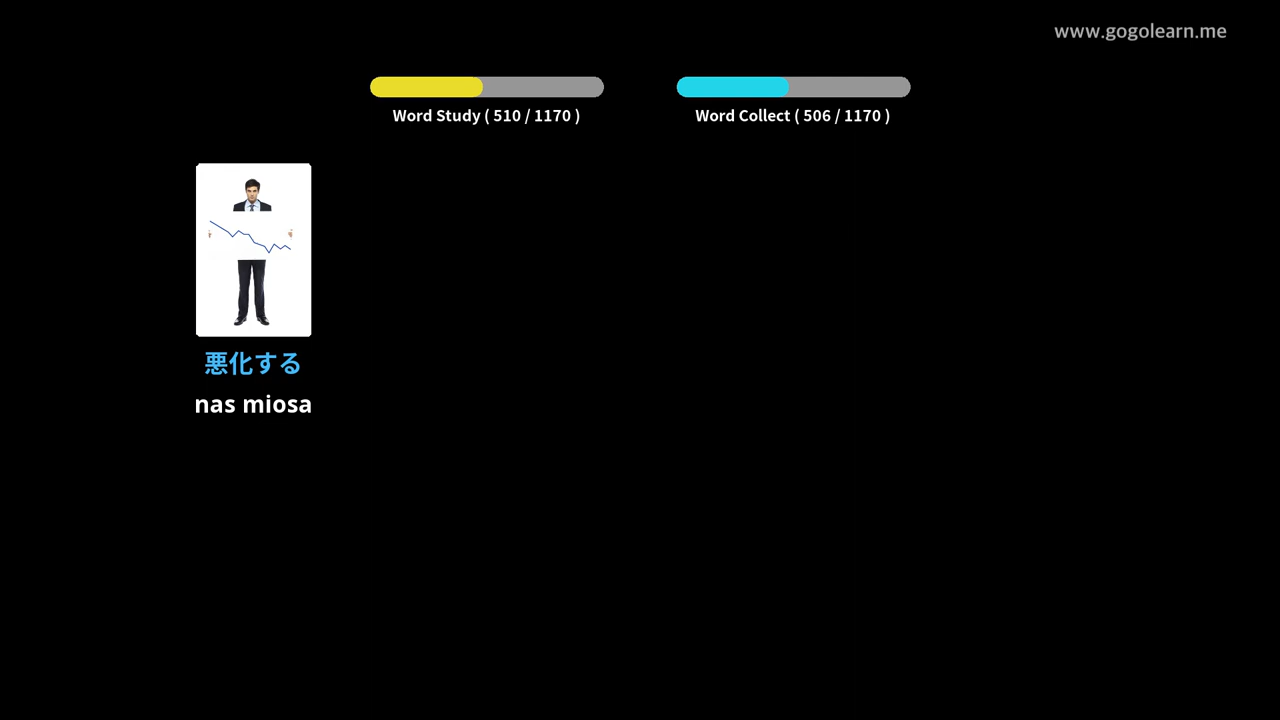 www.gogolearn.me
Word Study ( 510 / 1170 )
Word Collect ( 506 / 1170 )
悪化する
nas miosa